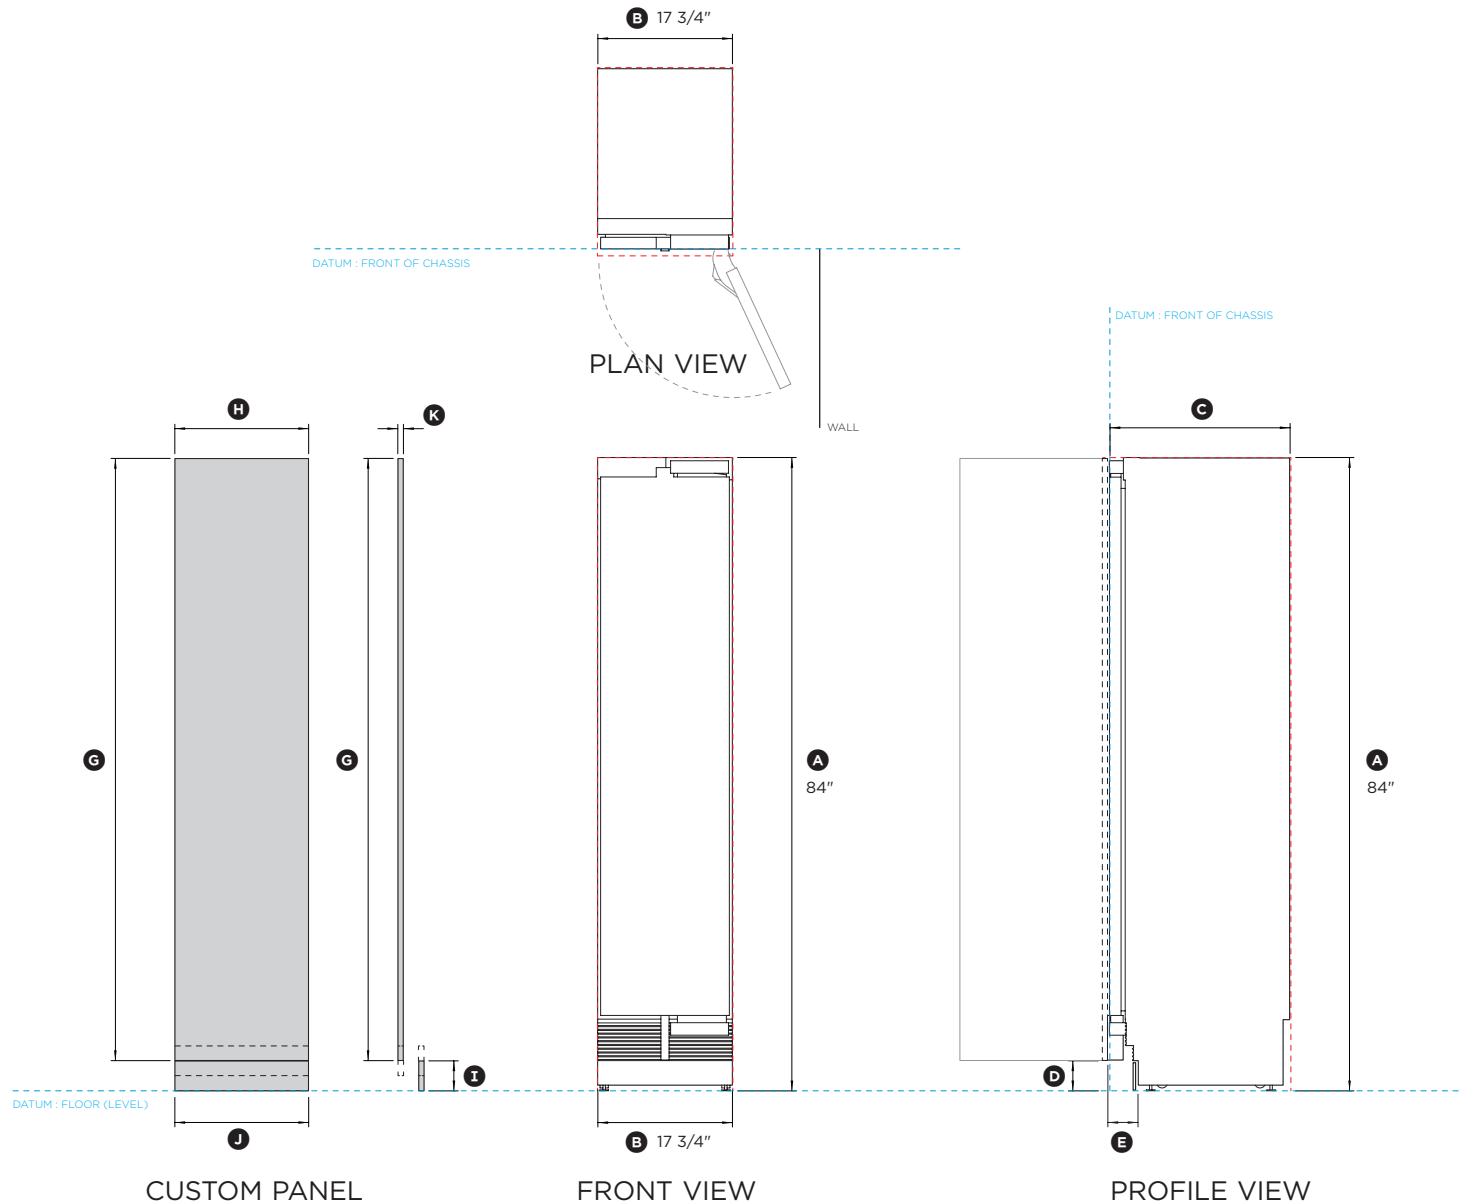 B 17 3/4"
DATUM : FRONT OF CHASSIS
DATUM : FRONT OF CHASSIS
PLAN VIEW
H
K
C
WALL
G
G
A
84"
A
84"
I
D
DATUM : FLOOR (LEVEL)
J
B 17 3/4"
E
CUSTOM PANEL
FRONT VIEW
PROFILE VIEW